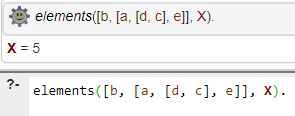 elements([b, [a, [d, c], e]], X).
X = 5
?- elements([b, [a, [d, c], e]], X).